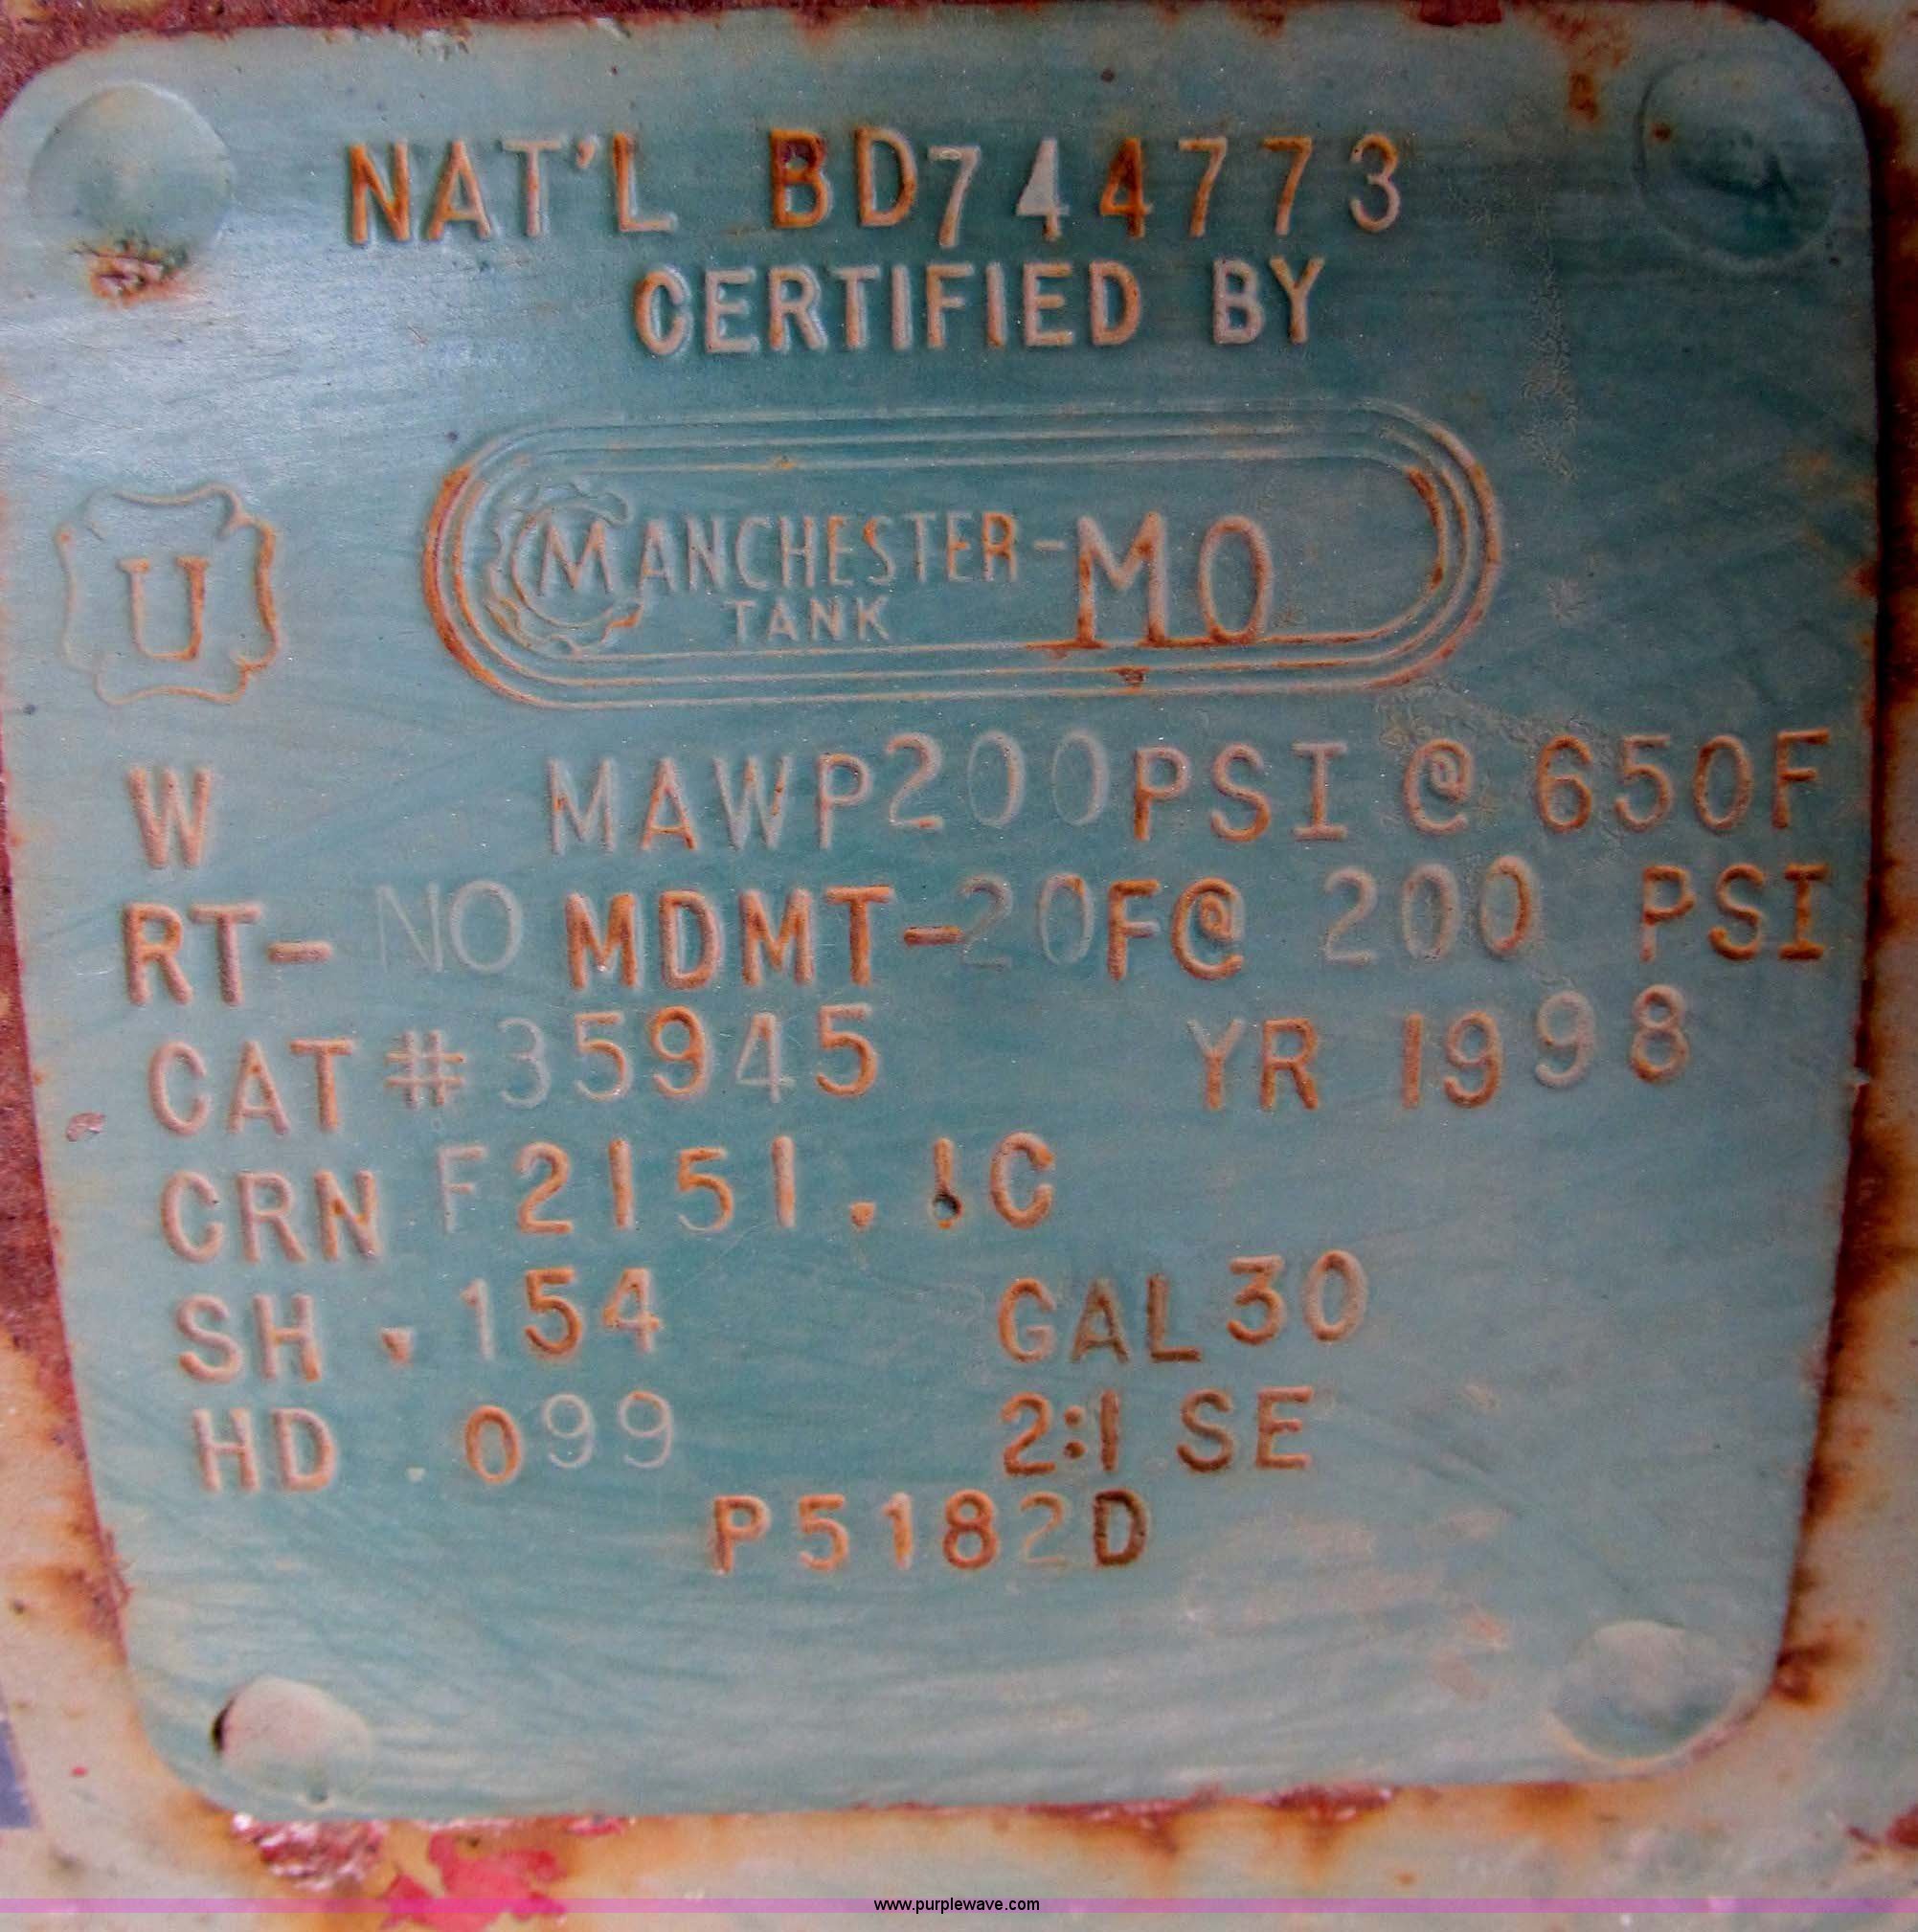 NAT'L BD744773
CERTIFIED BY
U
MANCHESTER-MO
TANK
W MAWP200PSI @ 650F
RT- NO MDMT-20F@ 200 PSI
CAT#35945 YR 1998
CRN F2151.1C
SH .154 GAL30
HD .099 2:1 SE
P5182D
www.purplewave.com